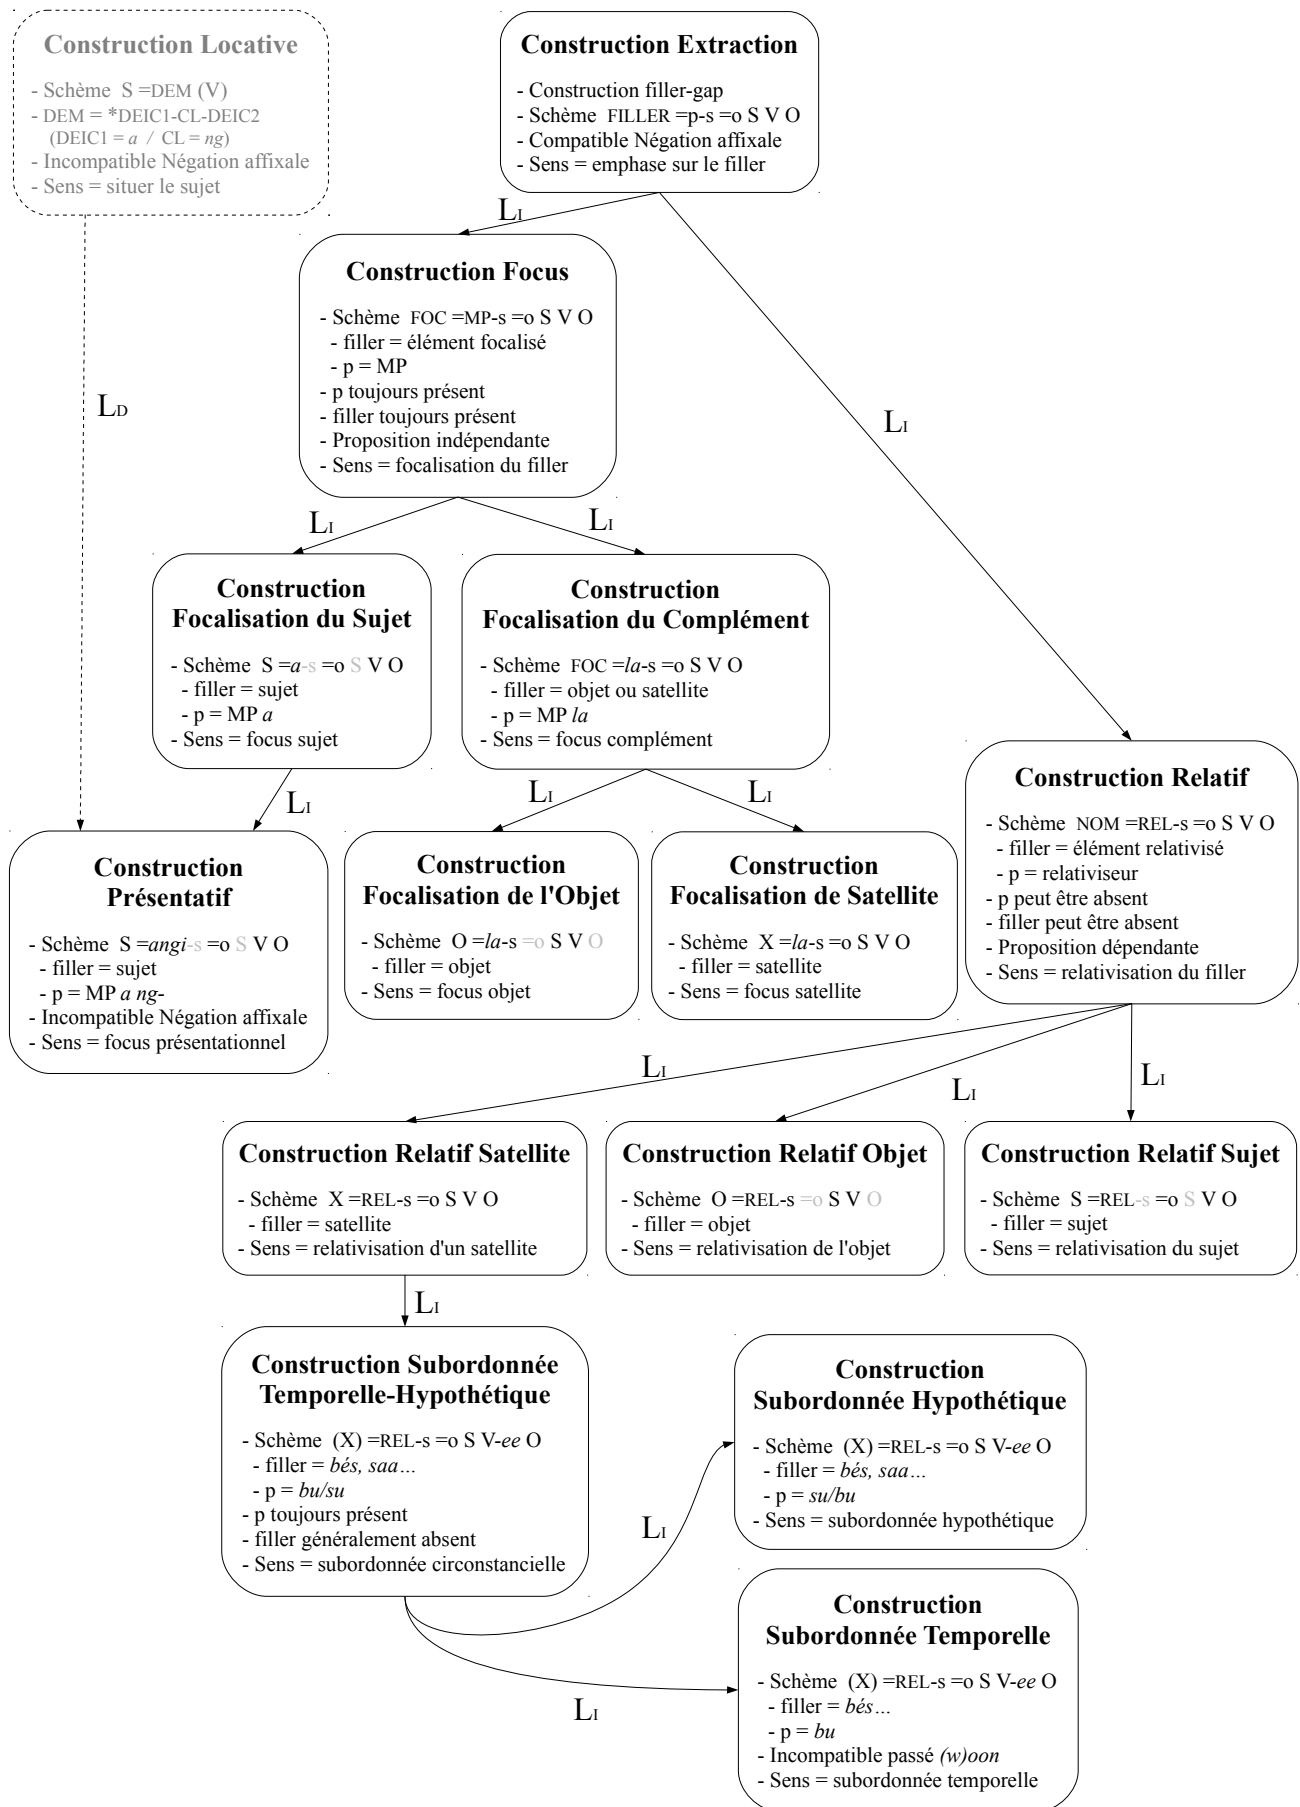 Construction Locative
- Schème S =DEM (V)
- DEM = *DEIC1-CL-DEIC2
(DEIC1 = a / CL = ng)
- Incompatible Négation affixale
- Sens = situer le sujet
Construction Extraction
- Construction filler-gap
- Schème FILLER =p-s =o S V O
- Compatible Négation affixale
- Sens = emphase sur le filler
LI
Construction Focus
- Schème FOC =MP-s =o S V O
- filler = élément focalisé
- p = MP
- p toujours présent
- filler toujours présent
- Proposition indépendante
- Sens = focalisation du filler
LD
LI
LI
LI
Construction
Focalisation du Sujet
- Schème S =a-s =o S V O
- filler = sujet
- p = MP a
- Sens = focus sujet
Construction
Focalisation du Complément
- Schème FOC =la-s =o S V O
- filler = objet ou satellite
- p = MP la
- Sens = focus complément
LI
LI
LI
Construction Relatif
- Schème NOM =REL-s =o S V O
- filler = élément relativisé
- p = relativiseur
- p peut être absent
- filler peut être absent
- Proposition dépendante
- Sens = relativisation du filler
Construction
Présentatif
- Schème S =angi-s =o S V O
- filler = sujet
- p = MP a ng-
- Incompatible Négation affixale
- Sens = focus présentationnel
Construction
Focalisation de l'Objet
- Schème O =la-s =o S V O
- filler = objet
- Sens = focus objet
Construction
Focalisation de Satellite
- Schème X =la-s =o S V O
- filler = satellite
- Sens = focus satellite
LI
LI
LI
Construction Relatif Satellite
- Schème X =REL-s =o S V O
- filler = satellite
- Sens = relativisation d'un satellite
Construction Relatif Objet
- Schème O =REL-s =o S V O
- filler = objet
- Sens = relativisation de l'objet
Construction Relatif Sujet
- Schème S =REL-s =o S V O
- filler = sujet
- Sens = relativisation du sujet
LI
Construction Subordonnée
Temporelle-Hypothétique
- Schème (X) =REL-s =o S V-ee O
- filler = bés, saa…
- p = bu/su
- p toujours présent
- filler généralement absent
- Sens = subordonnée circonstancielle
LI
Construction
Subordonnée Hypothétique
- Schème (X) =REL-s =o S V-ee O
- filler = bés, saa…
- p = su/bu
- Sens = subordonnée hypothétique
LI
Construction
Subordonnée Temporelle
- Schème (X) =REL-s =o S V-ee O
- filler = bés…
- p = bu
- Incompatible passé (w)oon
- Sens = subordonnée temporelle